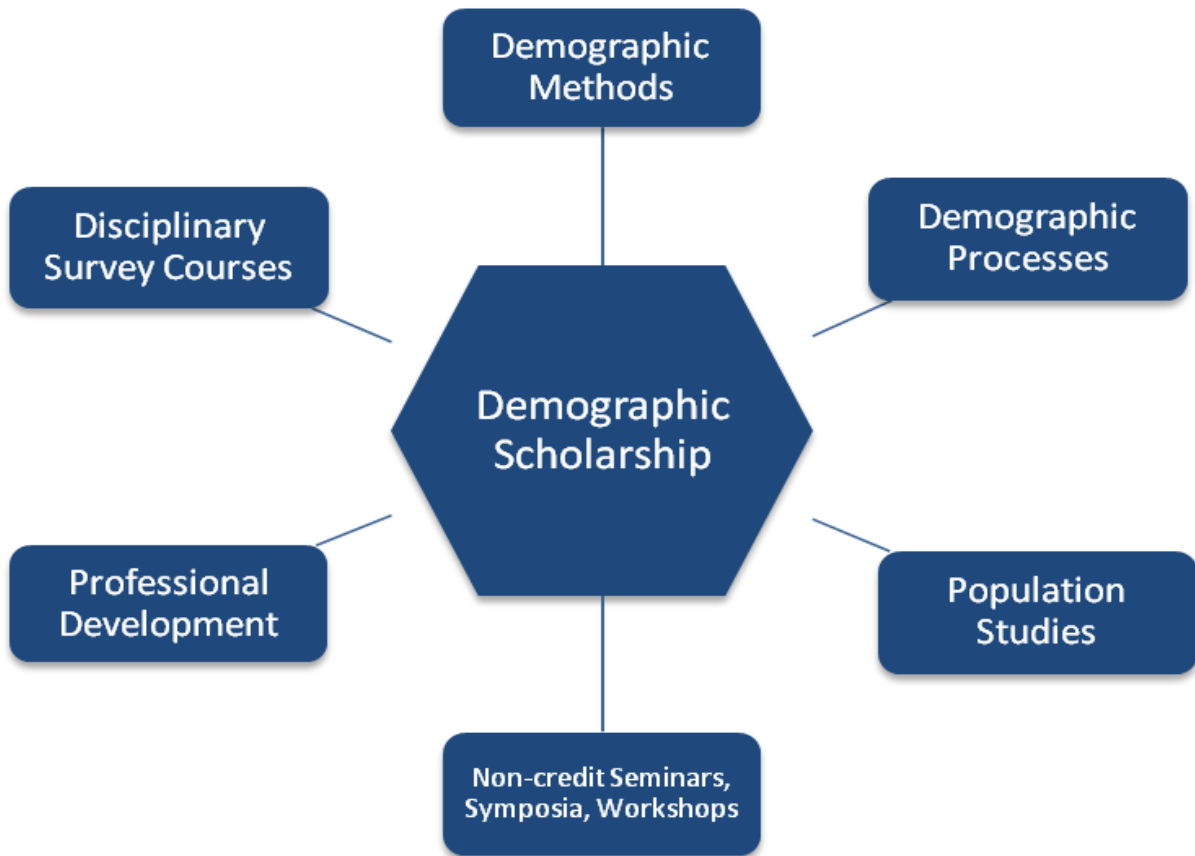 Demographic
Methods
Disciplinary
Survey Courses
Demographic
Processes
Demographic
Scholarship
Professional
Development
Population
Studies
Non-credit Seminars,
Symposia, Workshops